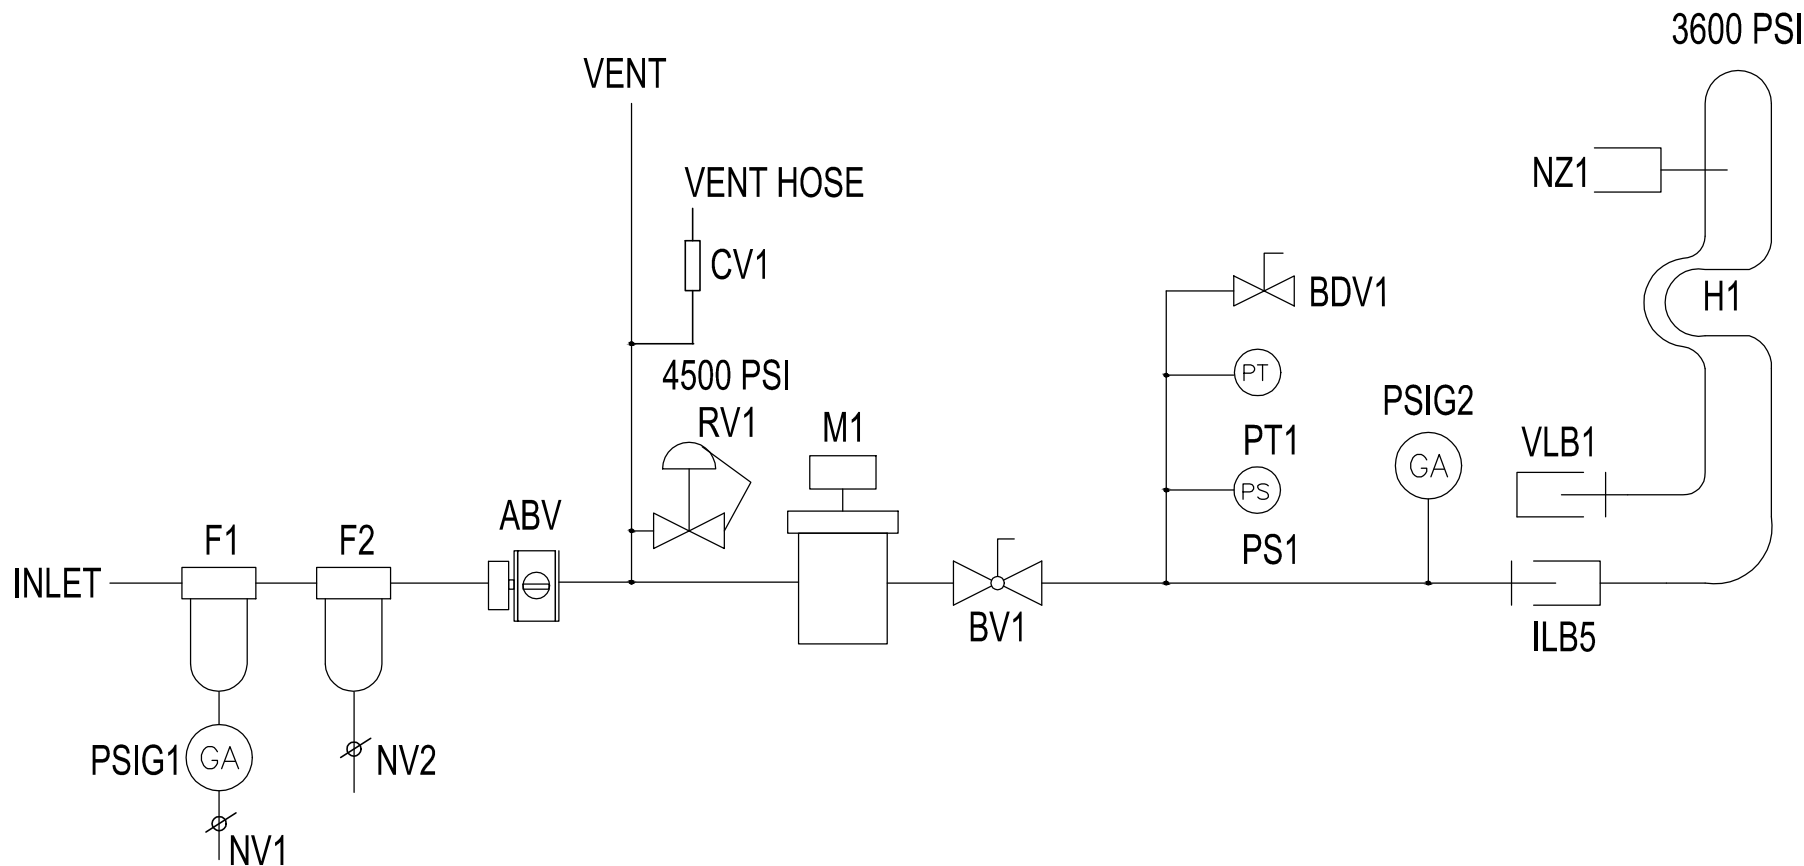 3600 PSI
VENT
VENT HOSE
NZ1
CV1
BDV1
H1
4500 PSI
RV1
PT
M1
PSIG2
PT1
VLB1
GA
PS
ABV
F1
F2
PS1
INLET
BV1
ILB5
PSIG1
GA
NV2
NV1